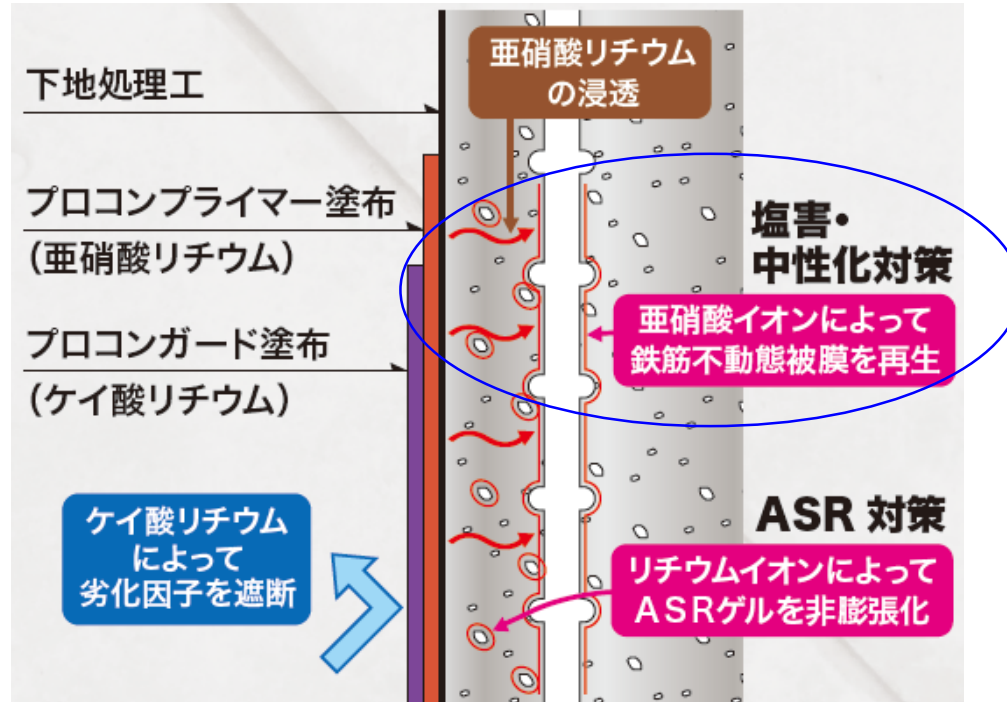 下地処理工
亜硝酸リチウム
の浸透
プロコンプライマー塗布
（亜硝酸リチウム）
プロコンガード塗布
（ケイ酸リチウム）
ケイ酸リチウム
によって
劣化因子を遮断
塩害・
中性化対策
亜硝酸イオンによって
鉄筋不動態被膜を再生
ASR 対策
リチウムイオンによって
ＡＳＲゲルを非膨張化